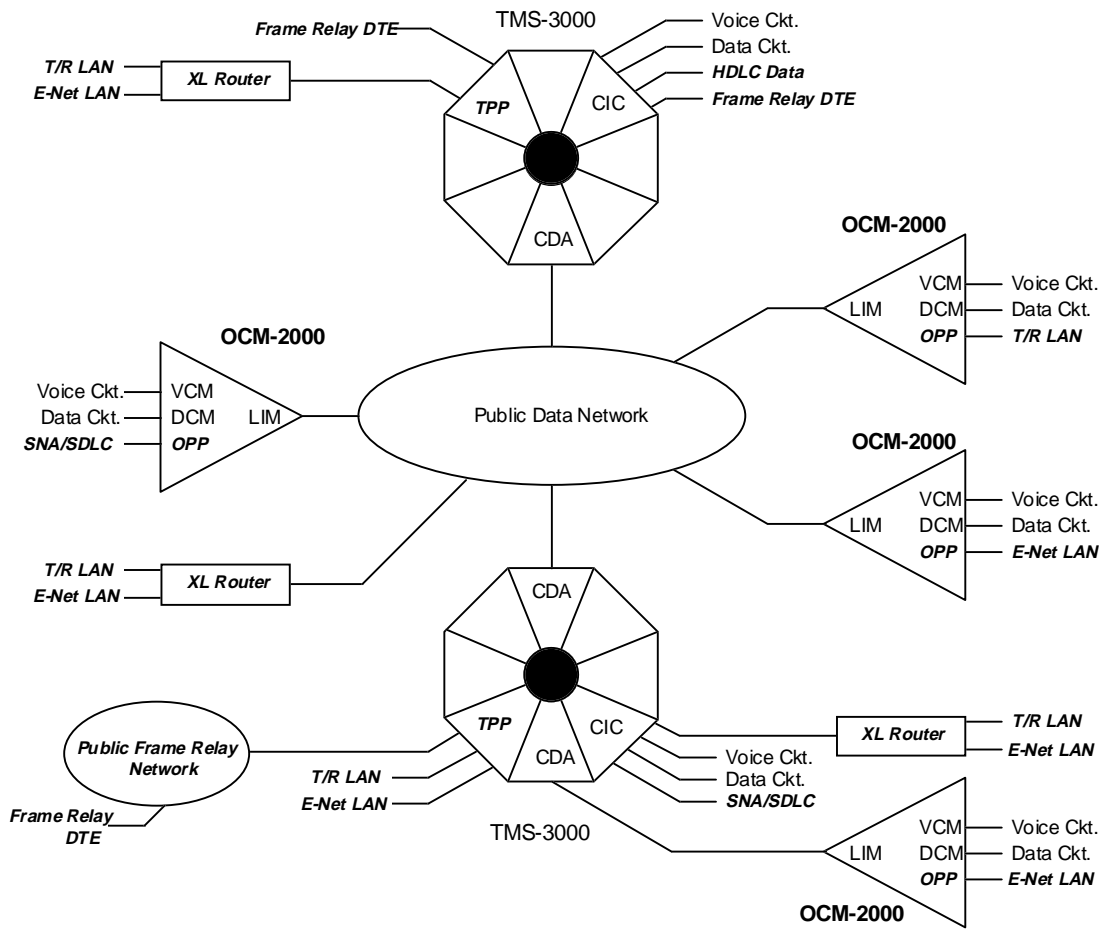 TMS-3000
Frame Relay DTE
T/R LAN
E-Net LAN
XL Router
TPP
CIC
CDA
Voice Ckt.
Data Ckt.
HDLC Data
Frame Relay DTE
OCM-2000
LIM
VCM
DCM
OPP
Voice Ckt.
Data Ckt.
T/R LAN
OCM-2000
Voice Ckt.
Data Ckt.
SNA/SDLC
VCM
DCM
OPP
LIM
Public Data Network
OCM-2000
LIM
VCM
DCM
OPP
Voice Ckt.
Data Ckt.
E-Net LAN
T/R LAN
E-Net LAN
XL Router
CDA
TPP
CIC
CDA
TMS-3000
Public Frame Relay
Network
Frame Relay
DTE
T/R LAN
E-Net LAN
Voice Ckt.
Data Ckt.
SNA/SDLC
XL Router
T/R LAN
E-Net LAN
LIM
VCM
DCM
OPP
Voice Ckt.
Data Ckt.
E-Net LAN
OCM-2000